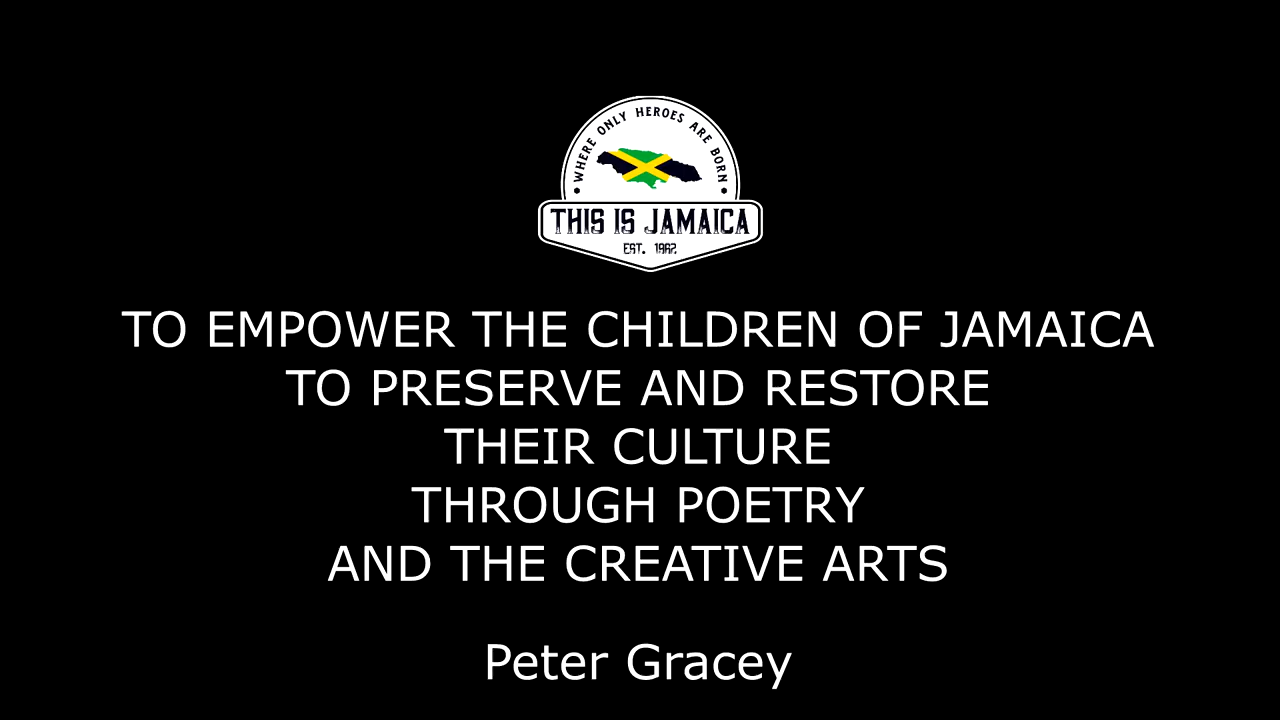 WHERE ONLY HEROES ARE BORN
THIS IS JAMAICA
EST. 1962
TO EMPOWER THE CHILDREN OF JAMAICA
TO PRESERVE AND RESTORE
THEIR CULTURE
THROUGH POETRY
AND THE CREATIVE ARTS
Peter Gracey